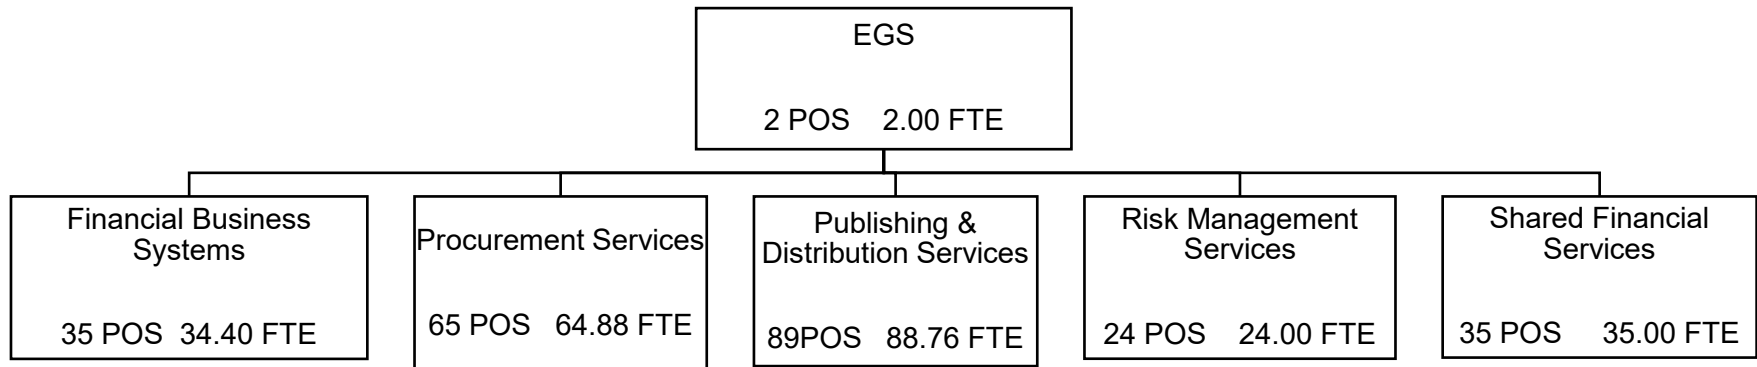 EGS
2 POS 2.00 FTE
Financial Business
Systems
35 POS 34.40 FTE
Procurement Services
65 POS 64.88 FTE
Publishing &
Distribution Services
89POS 88.76 FTE
Risk Management
Services
24 POS 24.00 FTE
Shared Financial
Services
35 POS 35.00 FTE